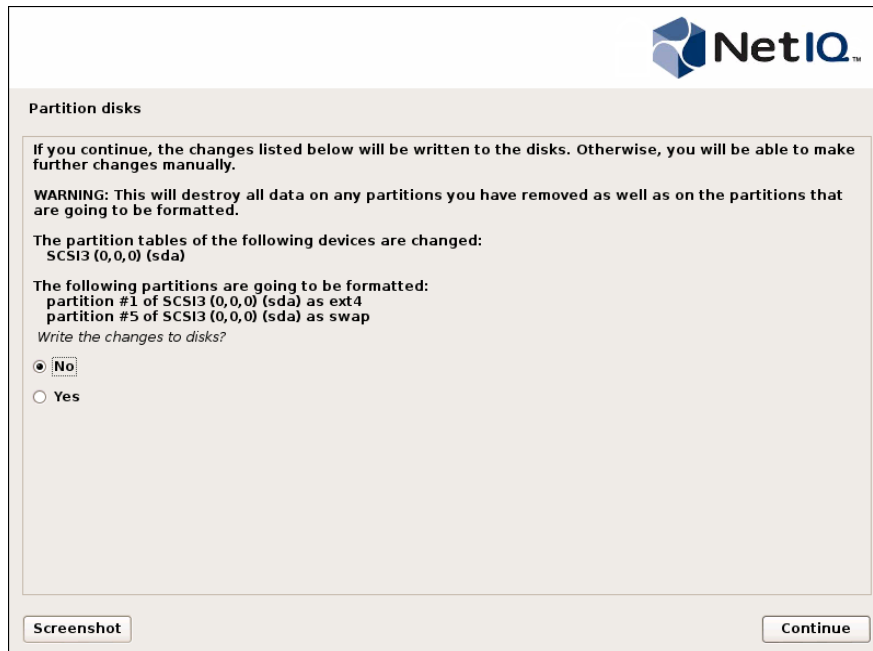 NetIQ™
Partition disks
If you continue, the changes listed below will be written to the disks. Otherwise, you will be able to make
further changes manually.
WARNING: This will destroy all data on any partitions you have removed as well as on the partitions that
are going to be formatted.
The partition tables of the following devices are changed:
SCSI3 (0,0,0) (sda)
The following partitions are going to be formatted:
partition #1 of SCSI3 (0,0,0) (sda) as ext4
partition #5 of SCSI3 (0,0,0) (sda) as swap
Write the changes to disks?
No
Yes
Screenshot
Continue